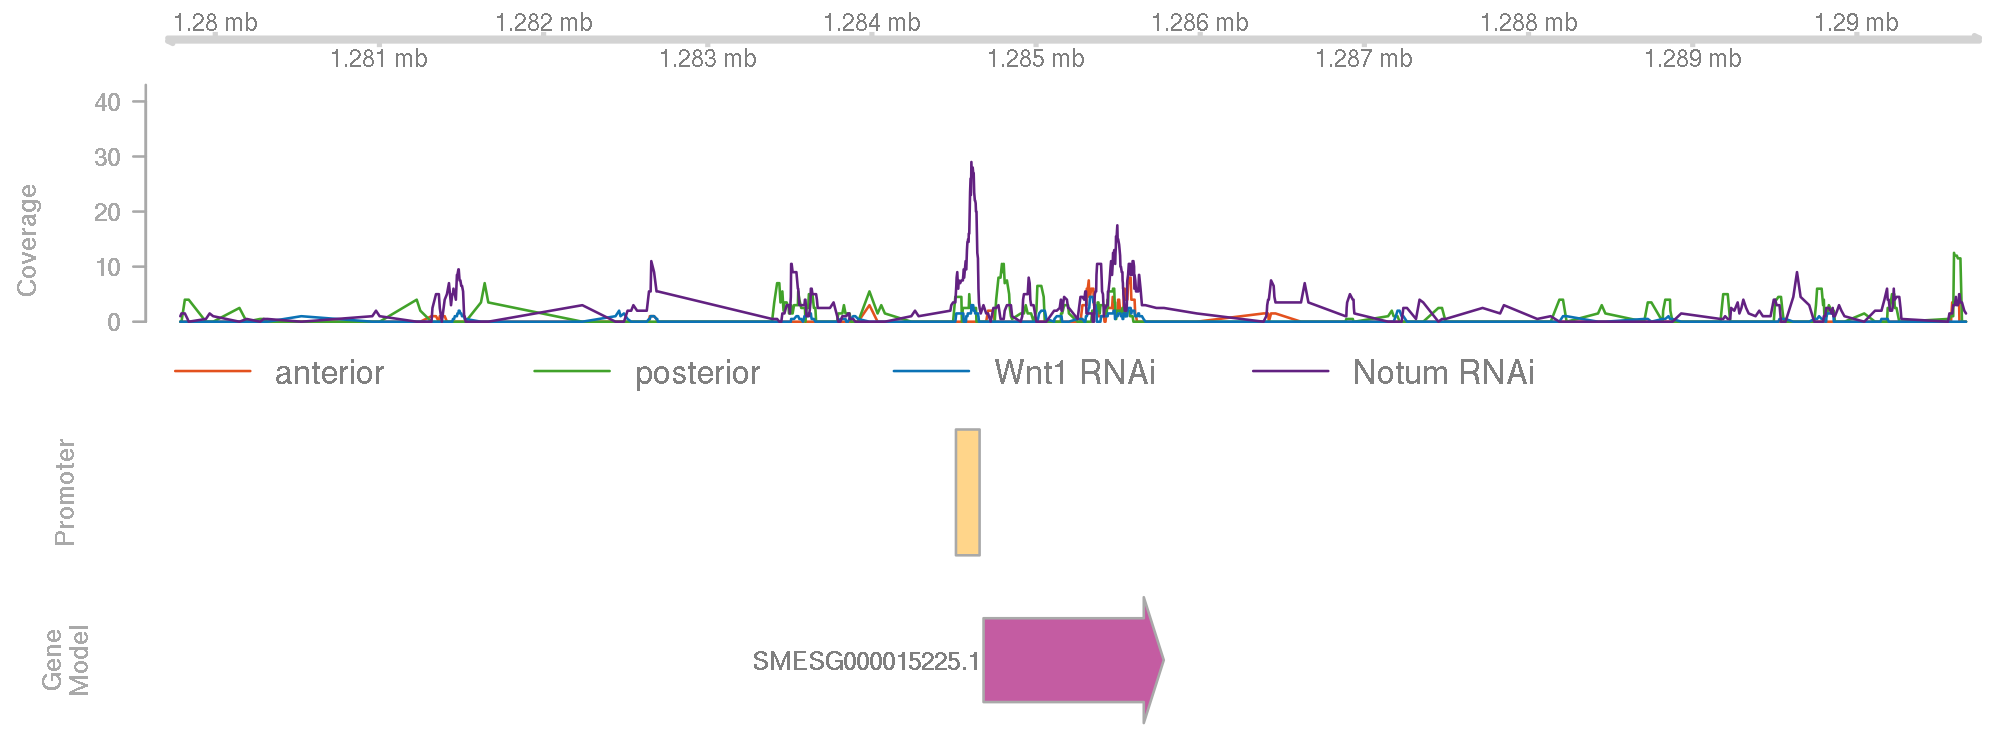 1.28 mb 1.282 mb 1.284 mb 1.286 mb 1.288 mb 1.29 mb
1.281 mb 1.283 mb 1.285 mb 1.287 mb 1.289 mb
Coverage
40
30
20
10
0
anterior posterior Wnt1 RNAi Notum RNAi
Promoter
Gene
Model
SMESG000015225.1